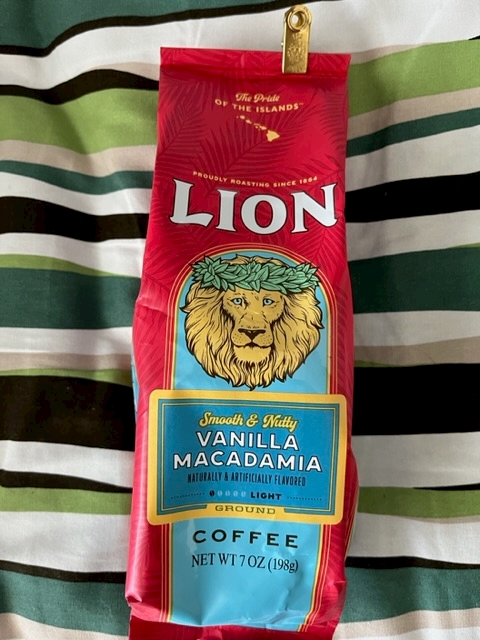 The Pride
OF THE ISLANDS™
PROUDLY ROASTING SINCE 1864
LION
Smooth & Nutty
VANILLA
MACADAMIA
NATURALLY & ARTIFICIALLY FLAVORED
LIGHT
GROUND
COFFEE
NET WT 7 OZ (198g)